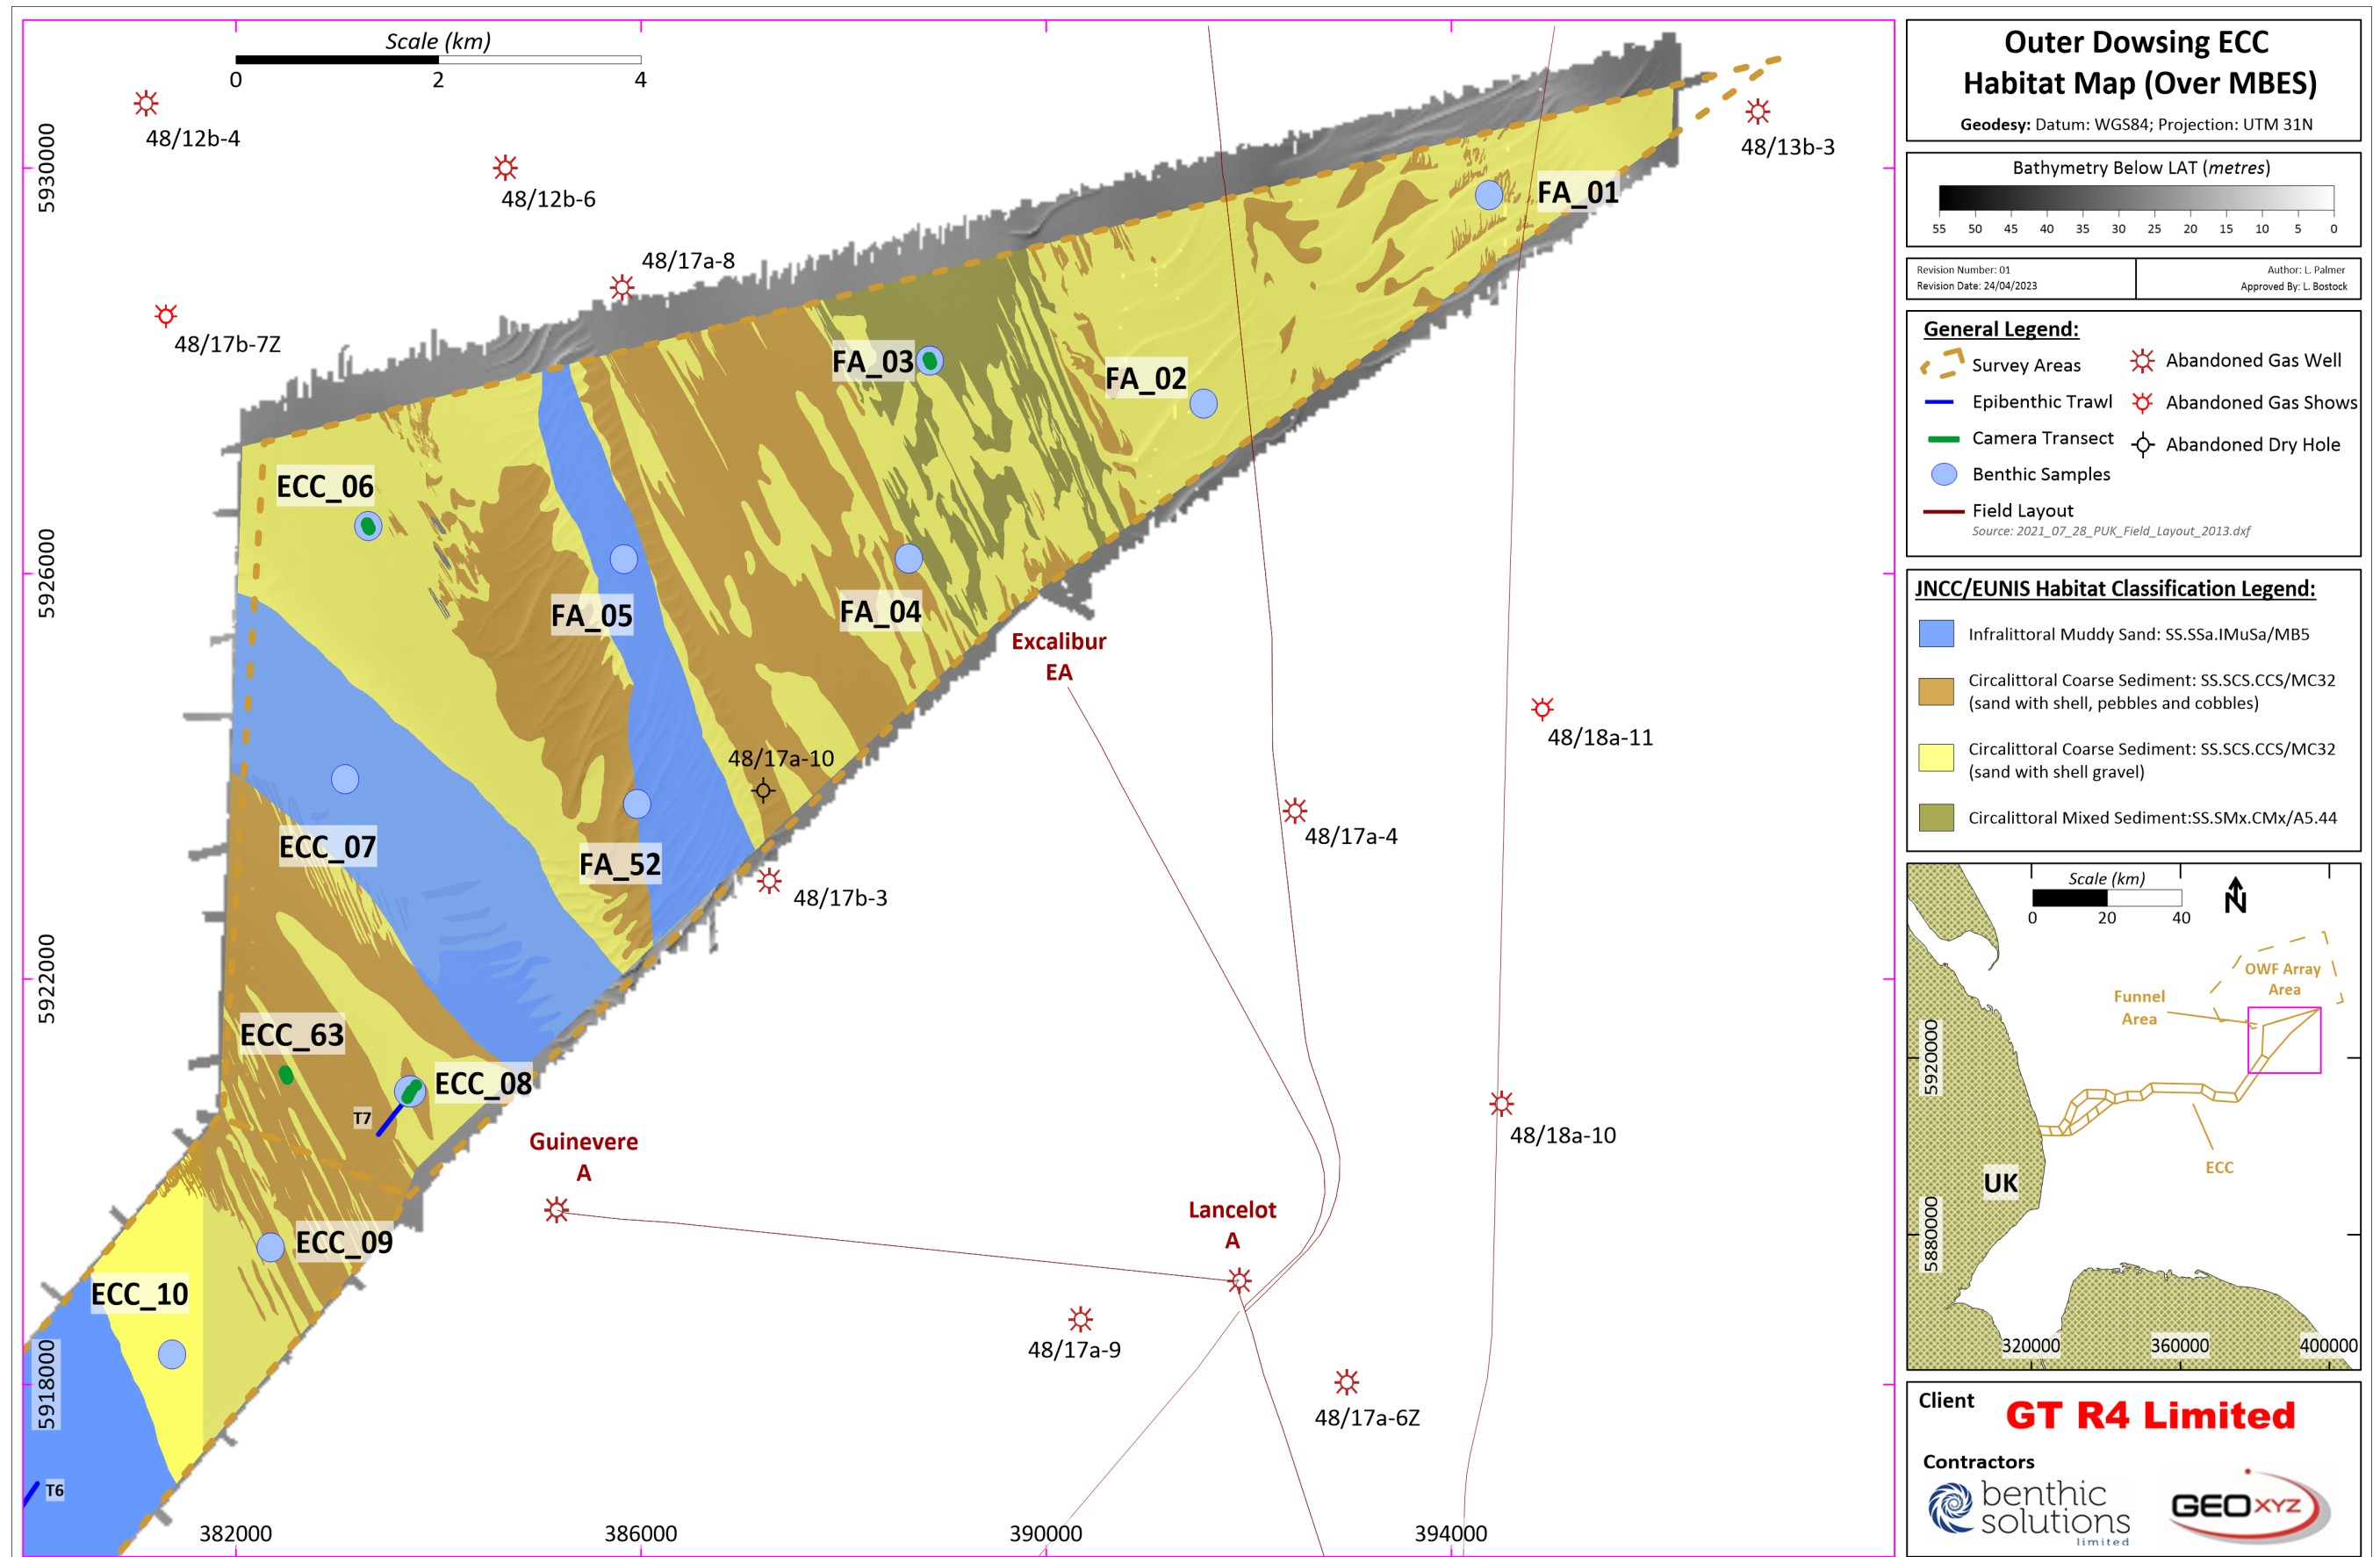 Scale (km)
0 2 4
48/12b-4
48/12b-6
48/17a-8
48/17b-7Z
48/13b-3
FA_01
FA_02
FA_03
FA_04
FA_05
FA_52
ECC_06
ECC_07
ECC_63
ECC_08
T7
ECC_09
ECC_10
T6
48/17a-10
48/17b-3
Excalibur
EA
48/18a-11
48/17a-4
48/18a-10
Guinevere
A
Lancelot
A
48/17a-9
48/17a-6Z
5930000
5926000
5922000
5918000
382000 386000 390000 394000
Outer Dowsing ECC
Habitat Map (Over MBES)
Geodesy: Datum: WGS84; Projection: UTM 31N
Bathymetry Below LAT (metres)
55 50 45 40 35 30 25 20 15 10 5 0
Revision Number: 01
Revision Date: 24/04/2023
Author: L. Palmer
Approved By: L. Bostock
General Legend:
Survey Areas
Epibenthic Trawl
Camera Transect
Benthic Samples
Field Layout
Source: 2021_07_28_PUK_Field_Layout_2013.dxf
Abandoned Gas Well
Abandoned Gas Shows
Abandoned Dry Hole
JNCC/EUNIS Habitat Classification Legend:
Infralittoral Muddy Sand: SS.SSa.IMuSa/MB5
Circalittoral Coarse Sediment: SS.SCS.CCS/MC32
(sand with shell, pebbles and cobbles)
Circalittoral Coarse Sediment: SS.SCS.CCS/MC32
(sand with shell gravel)
Circalittoral Mixed Sediment:SS.SMx.CMx/A5.44
Scale (km)
0 20 40
N
OWF Array
Area
Funnel
Area
ECC
UK
5920000
5880000
320000 360000 400000
Client
GT R4 Limited
Contractors
benthic
solutions
limited
GEOXYZ